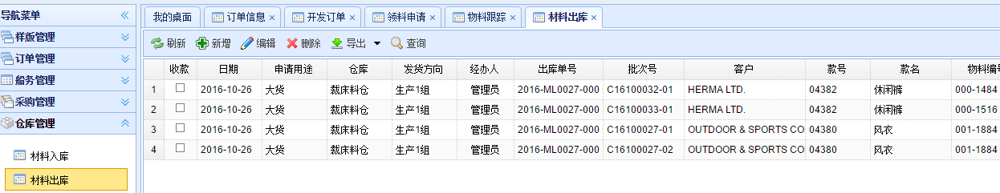 导航菜单
样版管理
订单管理
船务管理
采购管理
仓库管理
材料入库
材料出库
我的桌面 订单信息 开发订单 领料申请 物料跟踪 材料出库
刷新 新增 编辑 删除 导出 查询
收款 日期 申请用途 仓库 发货方向 经办人 出库单号 批次号 客户 款号 款名 物料编号
1 2016-10-26 大货 裁床料仓 生产1组 管理员 2016-ML0027-000 C16100032-01 HERMA LTD. 04382 休闲裤 000-1484
2 2016-10-26 大货 裁床料仓 生产1组 管理员 2016-ML0027-000 C16100033-01 HERMA LTD. 04382 休闲裤 000-1516
3 2016-10-26 大货 裁床料仓 生产1组 管理员 2016-ML0027-000 C16100027-01 OUTDOOR & SPORTS CO 04380 风衣 001-1884
4 2016-10-26 大货 裁床料仓 生产1组 管理员 2016-ML0027-000 C16100027-02 OUTDOOR & SPORTS CO 04380 风衣 001-1884